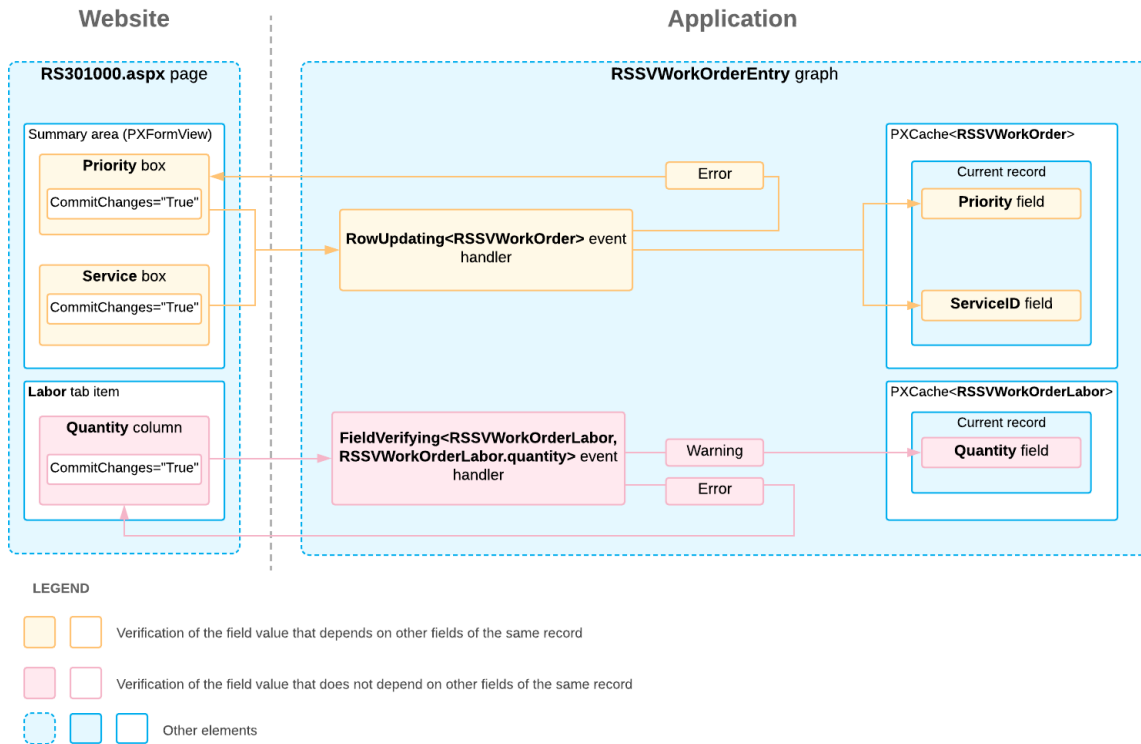 Website
Application
RS301000.aspx page
RSSVWorkOrderEntry graph
Summary area (PXFormView)
Priority box
CommitChanges="True"
Service box
CommitChanges="True"
Error
RowUpdating<RSSVWorkOrder> event
handler
PXCache<RSSVWorkOrder>
Current record
Priority field
ServiceID field
Labor tab item
Quantity column
CommitChanges="True"
FieldVerifying<RSSVWorkOrderLabor,
RSSVWorkOrderLabor.quantity> event
handler
Warning
Error
PXCache<RSSVWorkOrderLabor>
Current record
Quantity field
LEGEND
Verification of the field value that depends on other fields of the same record
Verification of the field value that does not depend on other fields of the same record
Other elements